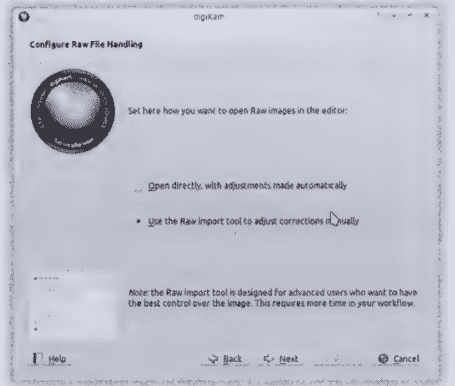 digiKam
Configure Raw File Handling
digiKam
Set here how you want to open Raw images in the editor:
Open directly, with adjustments made automatically
Use the Raw import tool to adjust corrections manually
Note: the Raw import tool is designed for advanced users who want to have
the best control over the image. This requires more time in your workflow.
Help
Back
Next
Cancel